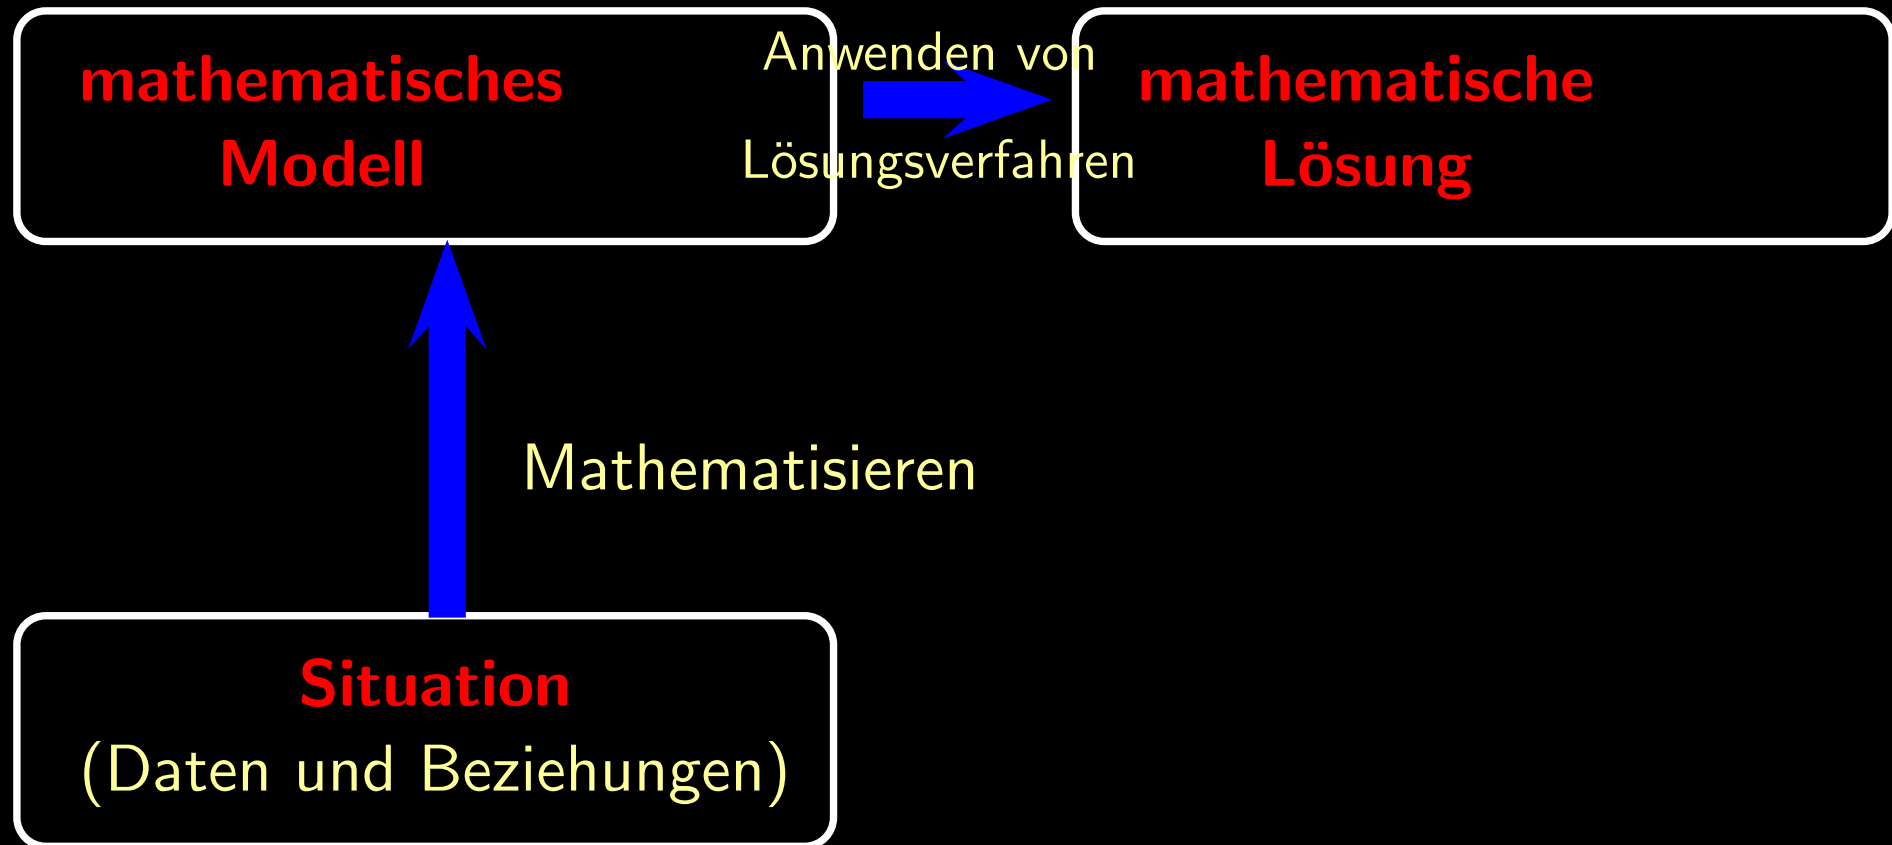 mathematisches
Modell
Anwenden von
Lösungsverfahren
mathematische
Lösung
Mathematisieren
Situation
(Daten und Beziehungen)